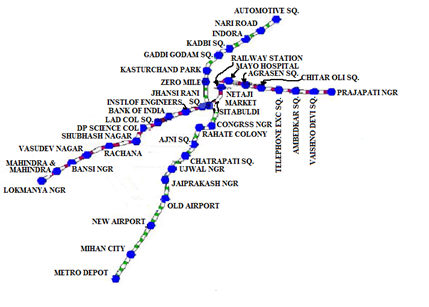 AUTOMOTIVE SQ.
NARI ROAD
INDORA
KADBI SQ.
GADDI GODAM SQ.
KASTURCHAND PARK
RAILWAY STATION
ZERO MILE
MAYO HOSPITAL
AGRASEN SQ.
CHITAR OLI SQ.
JHANSI RANI
SQ
NETAJI
MARKET
PRAJAPATI NGR
INSTI.OF ENGINEERS
BANK OF INDIA
SITABULDI
LAD COL SQ.
CONGRSS NGR
DP SCIENCE COL
RAHATE COLONY
SHUBHASH NAGAR
AJNI SQ.
TELEPHONE EXC SQ.
AMBEDKAR SQ.
VAISHNO DEVI SQ.
VASUDEV NAGAR
RACHANA
CHATRAPATI SQ.
MAHINDRA &
MAHINDRA
BANSI NGR
UJWAL NGR
LOKMANYA NGR
JAIPRAKASH NGR
OLD AIRPORT
NEW AIRPORT
MIHAN CITY
METRO DEPOT